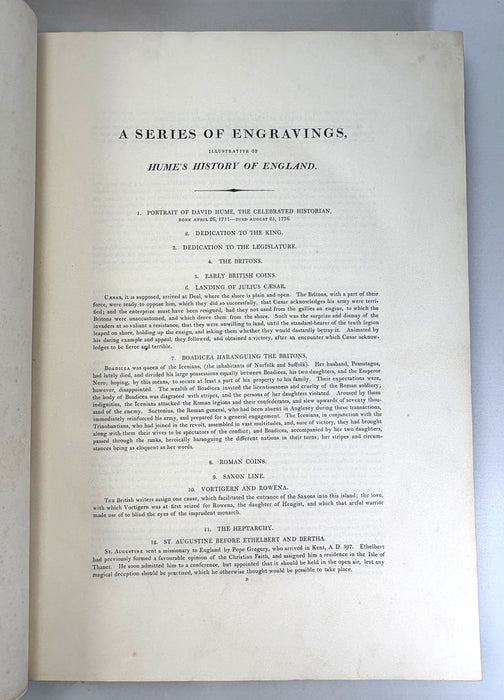 A SERIES OF ENGRAVINGS,
ILLUSTRATIVE OF
HUME'S HISTORY OF ENGLAND.
1. PORTRAIT OF DAVID HUME, THE CELEBRATED HISTORIAN,
BORN APRIL 26, 1711—DIED AUGUST 25, 1776.
2. DEDICATION TO THE KING.
3. DEDICATION TO THE LEGISLATURE.
4. THE BRITONS.
5. EARLY BRITISH COINS.
6. LANDING OF JULIUS CÆSAR.
CÆSAR, it is supposed, arrived at Deal, where the shore is plain and open. The Britons, with a part of their
force, were ready to oppose him, which they did so successfully, that Cæsar acknowledges his army were terri-
fied; and the enterprize must have been resigned, had they not used from the gallies an engine, to which the
Britons were unaccustomed, and which drove them from the shore. Such was the surprise and dismay of the
invaders at so valiant a resistance, that they were unwilling to land, until the standard-bearer of the tenth legion
leaped on shore, holding up the ensign, and asking them whether they would dastardly betray it. Animated by
his daring example and appeal, they followed, and obtained a victory, after an encounter which Cæsar acknow-
ledges to be fierce and terrible.
7. BOADICEA HARANGUING THE BRITONS.
BOADICEA was queen of the Icenians, (the inhabitants of Norfolk and Suffolk). Her husband, Prasutagus,
had lately died, and divided his large possessions equally between Boadicea, his two daughters, and the Emperor
Nero; hoping, by this means, to secure at least a part of his property to his family. Their expectations were,
however, disappointed. The wealth of Boadicea invited the licentiousness and cruelty of the Roman soldiery;
the body of Boadicea was disgraced with stripes, and the persons of her daughters violated. Aroused by these
indignities, the Icenians attacked the Roman legions and their confederates, and slew upwards of seventy thou-
sand of the enemy. Suetonius, the Roman general, who had been absent in Anglesey during these transactions,
immediately reinforced his army, and prepared for a general engagement. The Icenians, in conjunction with the
Trinobantians, who had joined in the revolt, assembled in vast multitudes, and, sure of victory, they had brought
along with them their wives to be spectators of the conflict; and Boadicea, accompanied by her two daughters,
passed through the ranks, heroically haranguing the different nations in their turns; her stripes and circum-
stances being as eloquent as her words.
8. ROMAN COINS.
9. SAXON LINE.
10. VORTIGERN AND ROWENA.
THE British writers assign one cause, which facilitated the entrance of the Saxons into this island; the love,
with which Vortigern was at first seized for Rowena, the daughter of Hengist, and which that artful warrior
made use of to blind the eyes of the imprudent monarch.
11. THE HEPTARCHY.
12. ST. AUGUSTINE BEFORE ETHELBERT AND BERTHA.
ST. AUGUSTINE sent a missionary to England by Pope Gregory, who arrived in Kent, A.D. 597. Ethelbert
had previously formed a favourable opinion of the Christian Faith, and assigned him a residence in the Isle of
Thanet. He soon admitted him to a conference, but appointed that it should be held in the open air, lest any
magical deception should be practised, which he otherwise thought would be possible to take place.